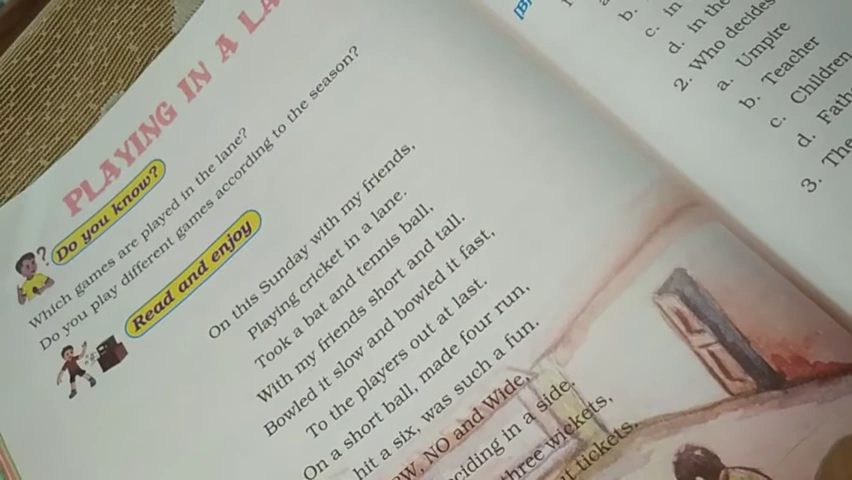 PLAYING IN A LA
Do you know?
Which games are played in the lane?
Do you play different games according to the season?
Read and enjoy
On this Sunday with my friends,
Playing cricket in a lane.
Took a bat and tennis ball,
With my friends short and tall.
Bowled it slow and bowled it fast,
To the players out at last.
On a short ball, made four run,
hit a six, was such a fun.
NO and Wide,
in a side,
three wickets,
tickets.
b.
c. in
d. in the
2. Who decides
a. Umpire
b. Teacher
c. Children
d.
3. The